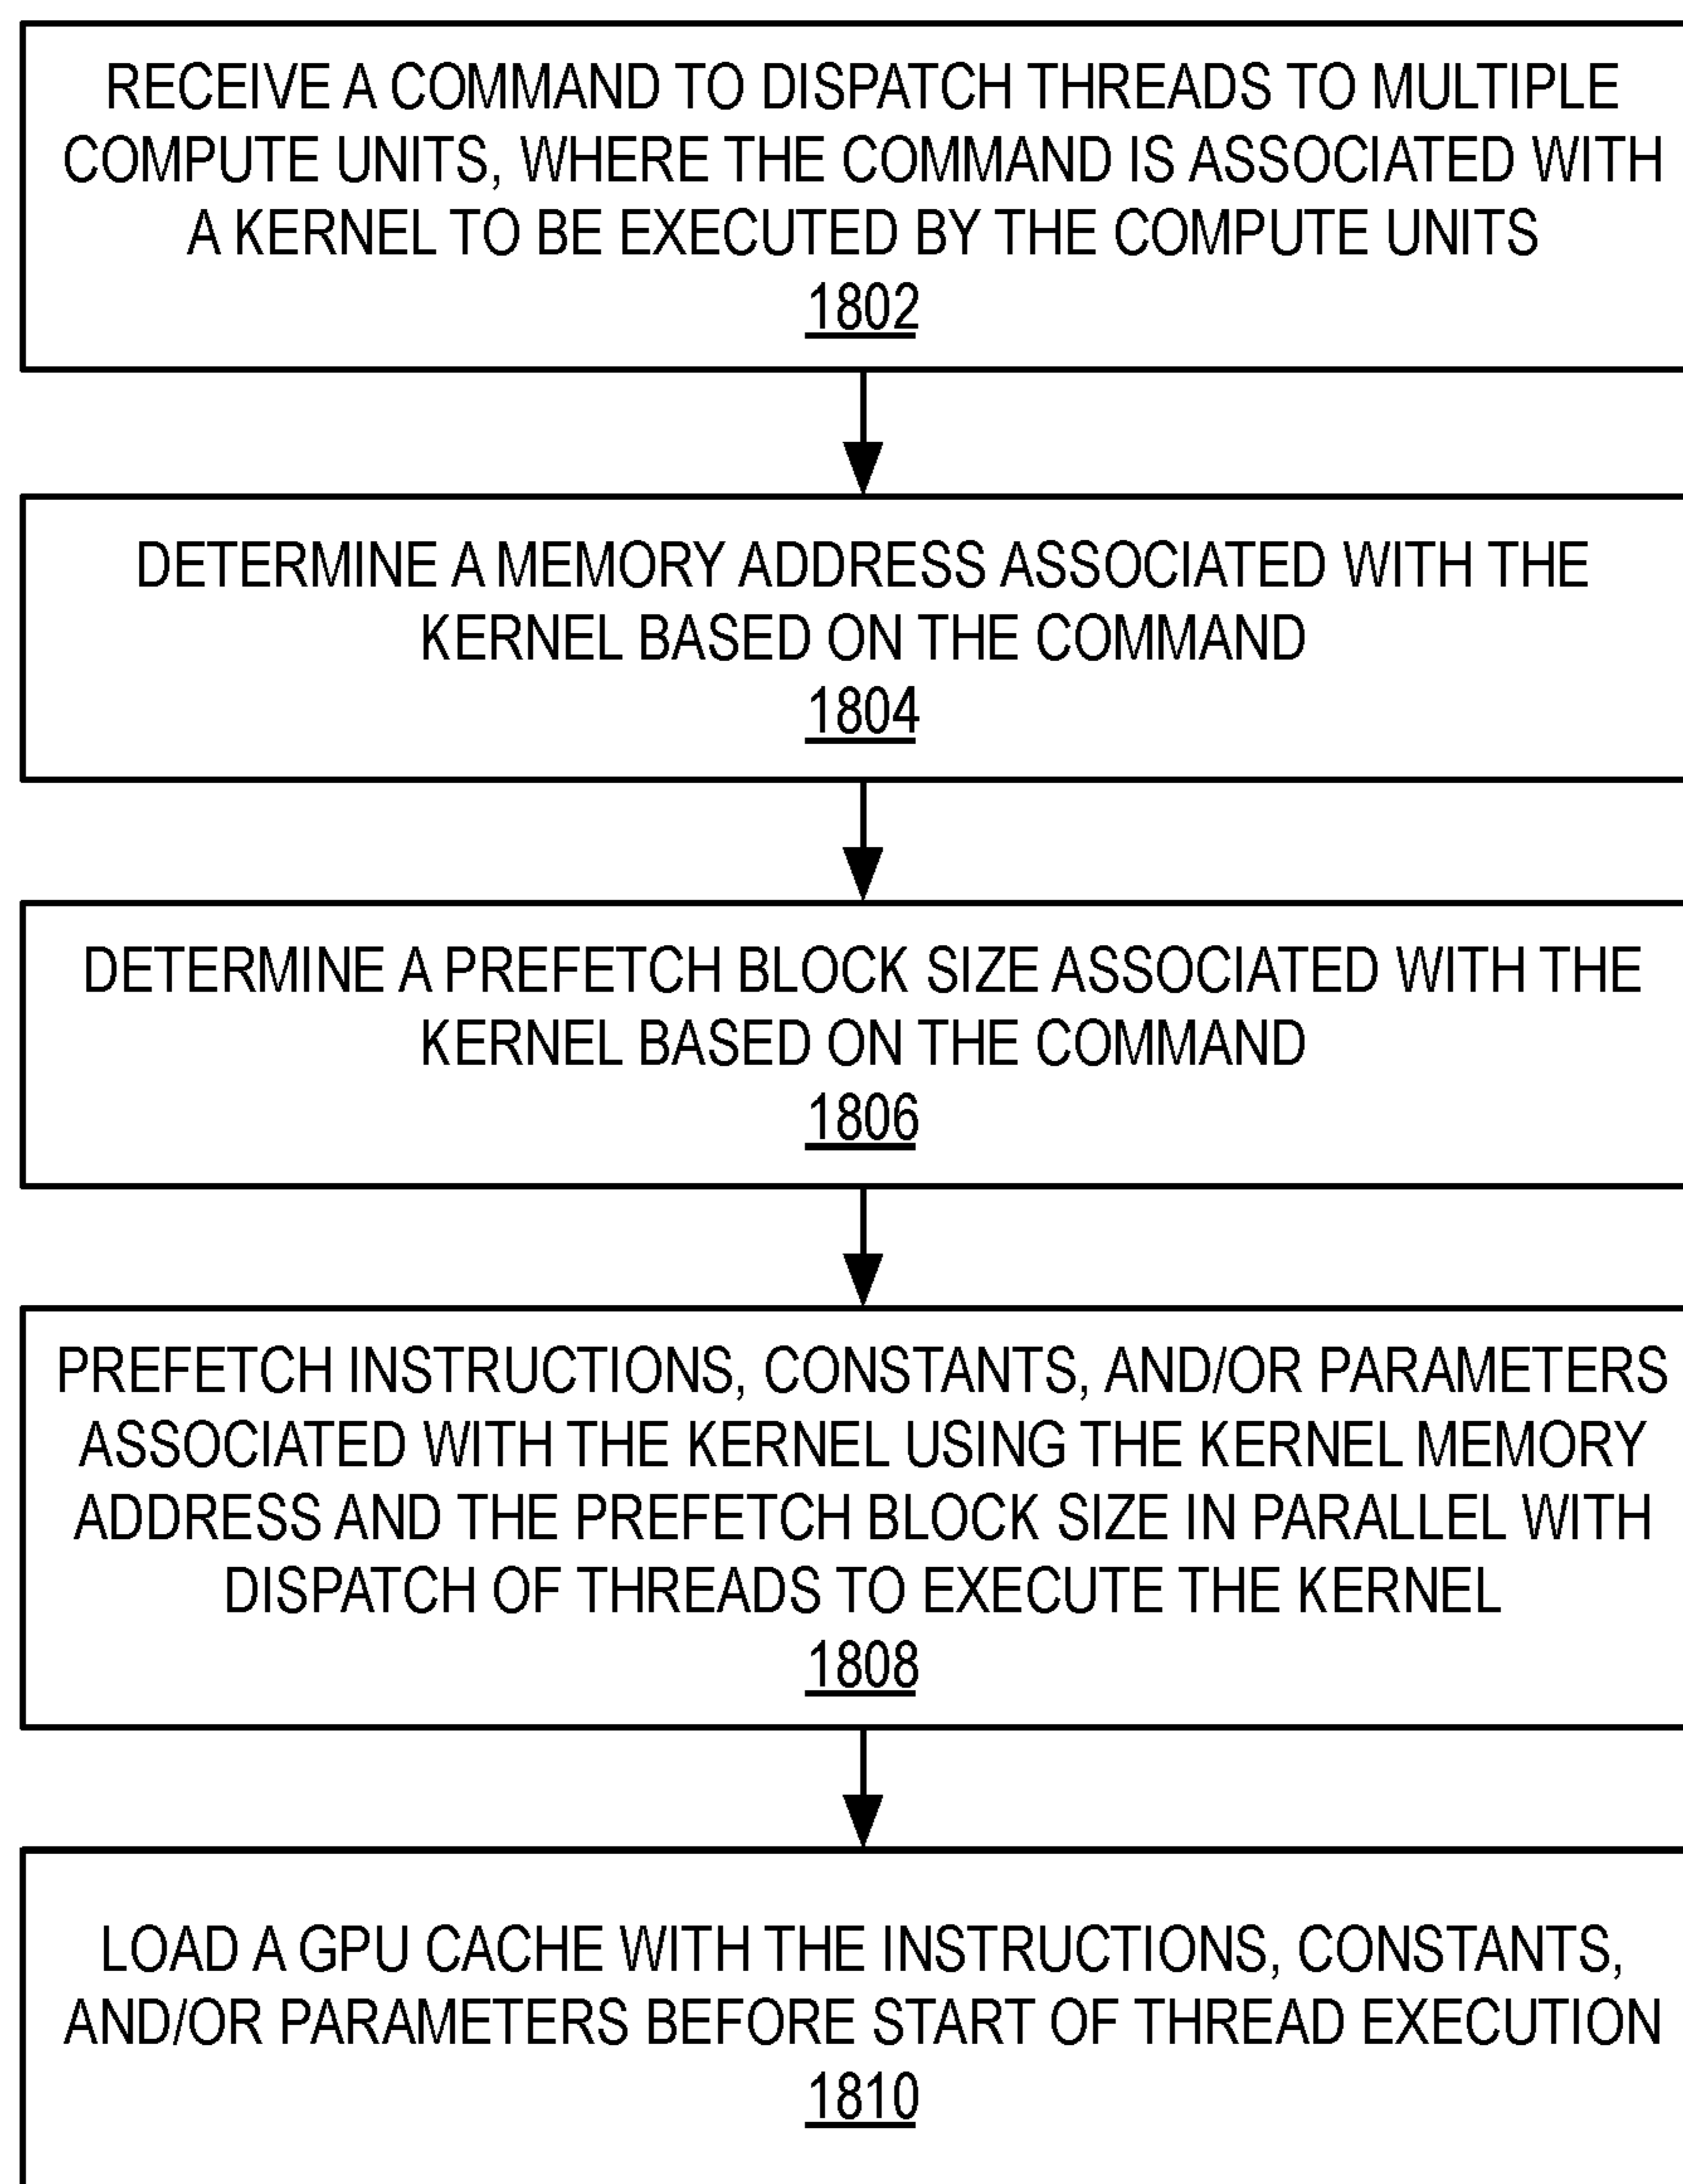 RECEIVE A COMMAND TO DISPATCH THREADS TO MULTIPLE
COMPUTE UNITS, WHERE THE COMMAND IS ASSOCIATED WITH
A KERNEL TO BE EXECUTED BY THE COMPUTE UNITS
1802
DETERMINE A MEMORY ADDRESS ASSOCIATED WITH THE
KERNEL BASED ON THE COMMAND
1804
DETERMINE A PREFETCH BLOCK SIZE ASSOCIATED WITH THE
KERNEL BASED ON THE COMMAND
1806
PREFETCH INSTRUCTIONS, CONSTANTS, AND/OR PARAMETERS
ASSOCIATED WITH THE KERNEL USING THE KERNEL MEMORY
ADDRESS AND THE PREFETCH BLOCK SIZE IN PARALLEL WITH
DISPATCH OF THREADS TO EXECUTE THE KERNEL
1808
LOAD A GPU CACHE WITH THE INSTRUCTIONS, CONSTANTS,
AND/OR PARAMETERS BEFORE START OF THREAD EXECUTION
1810